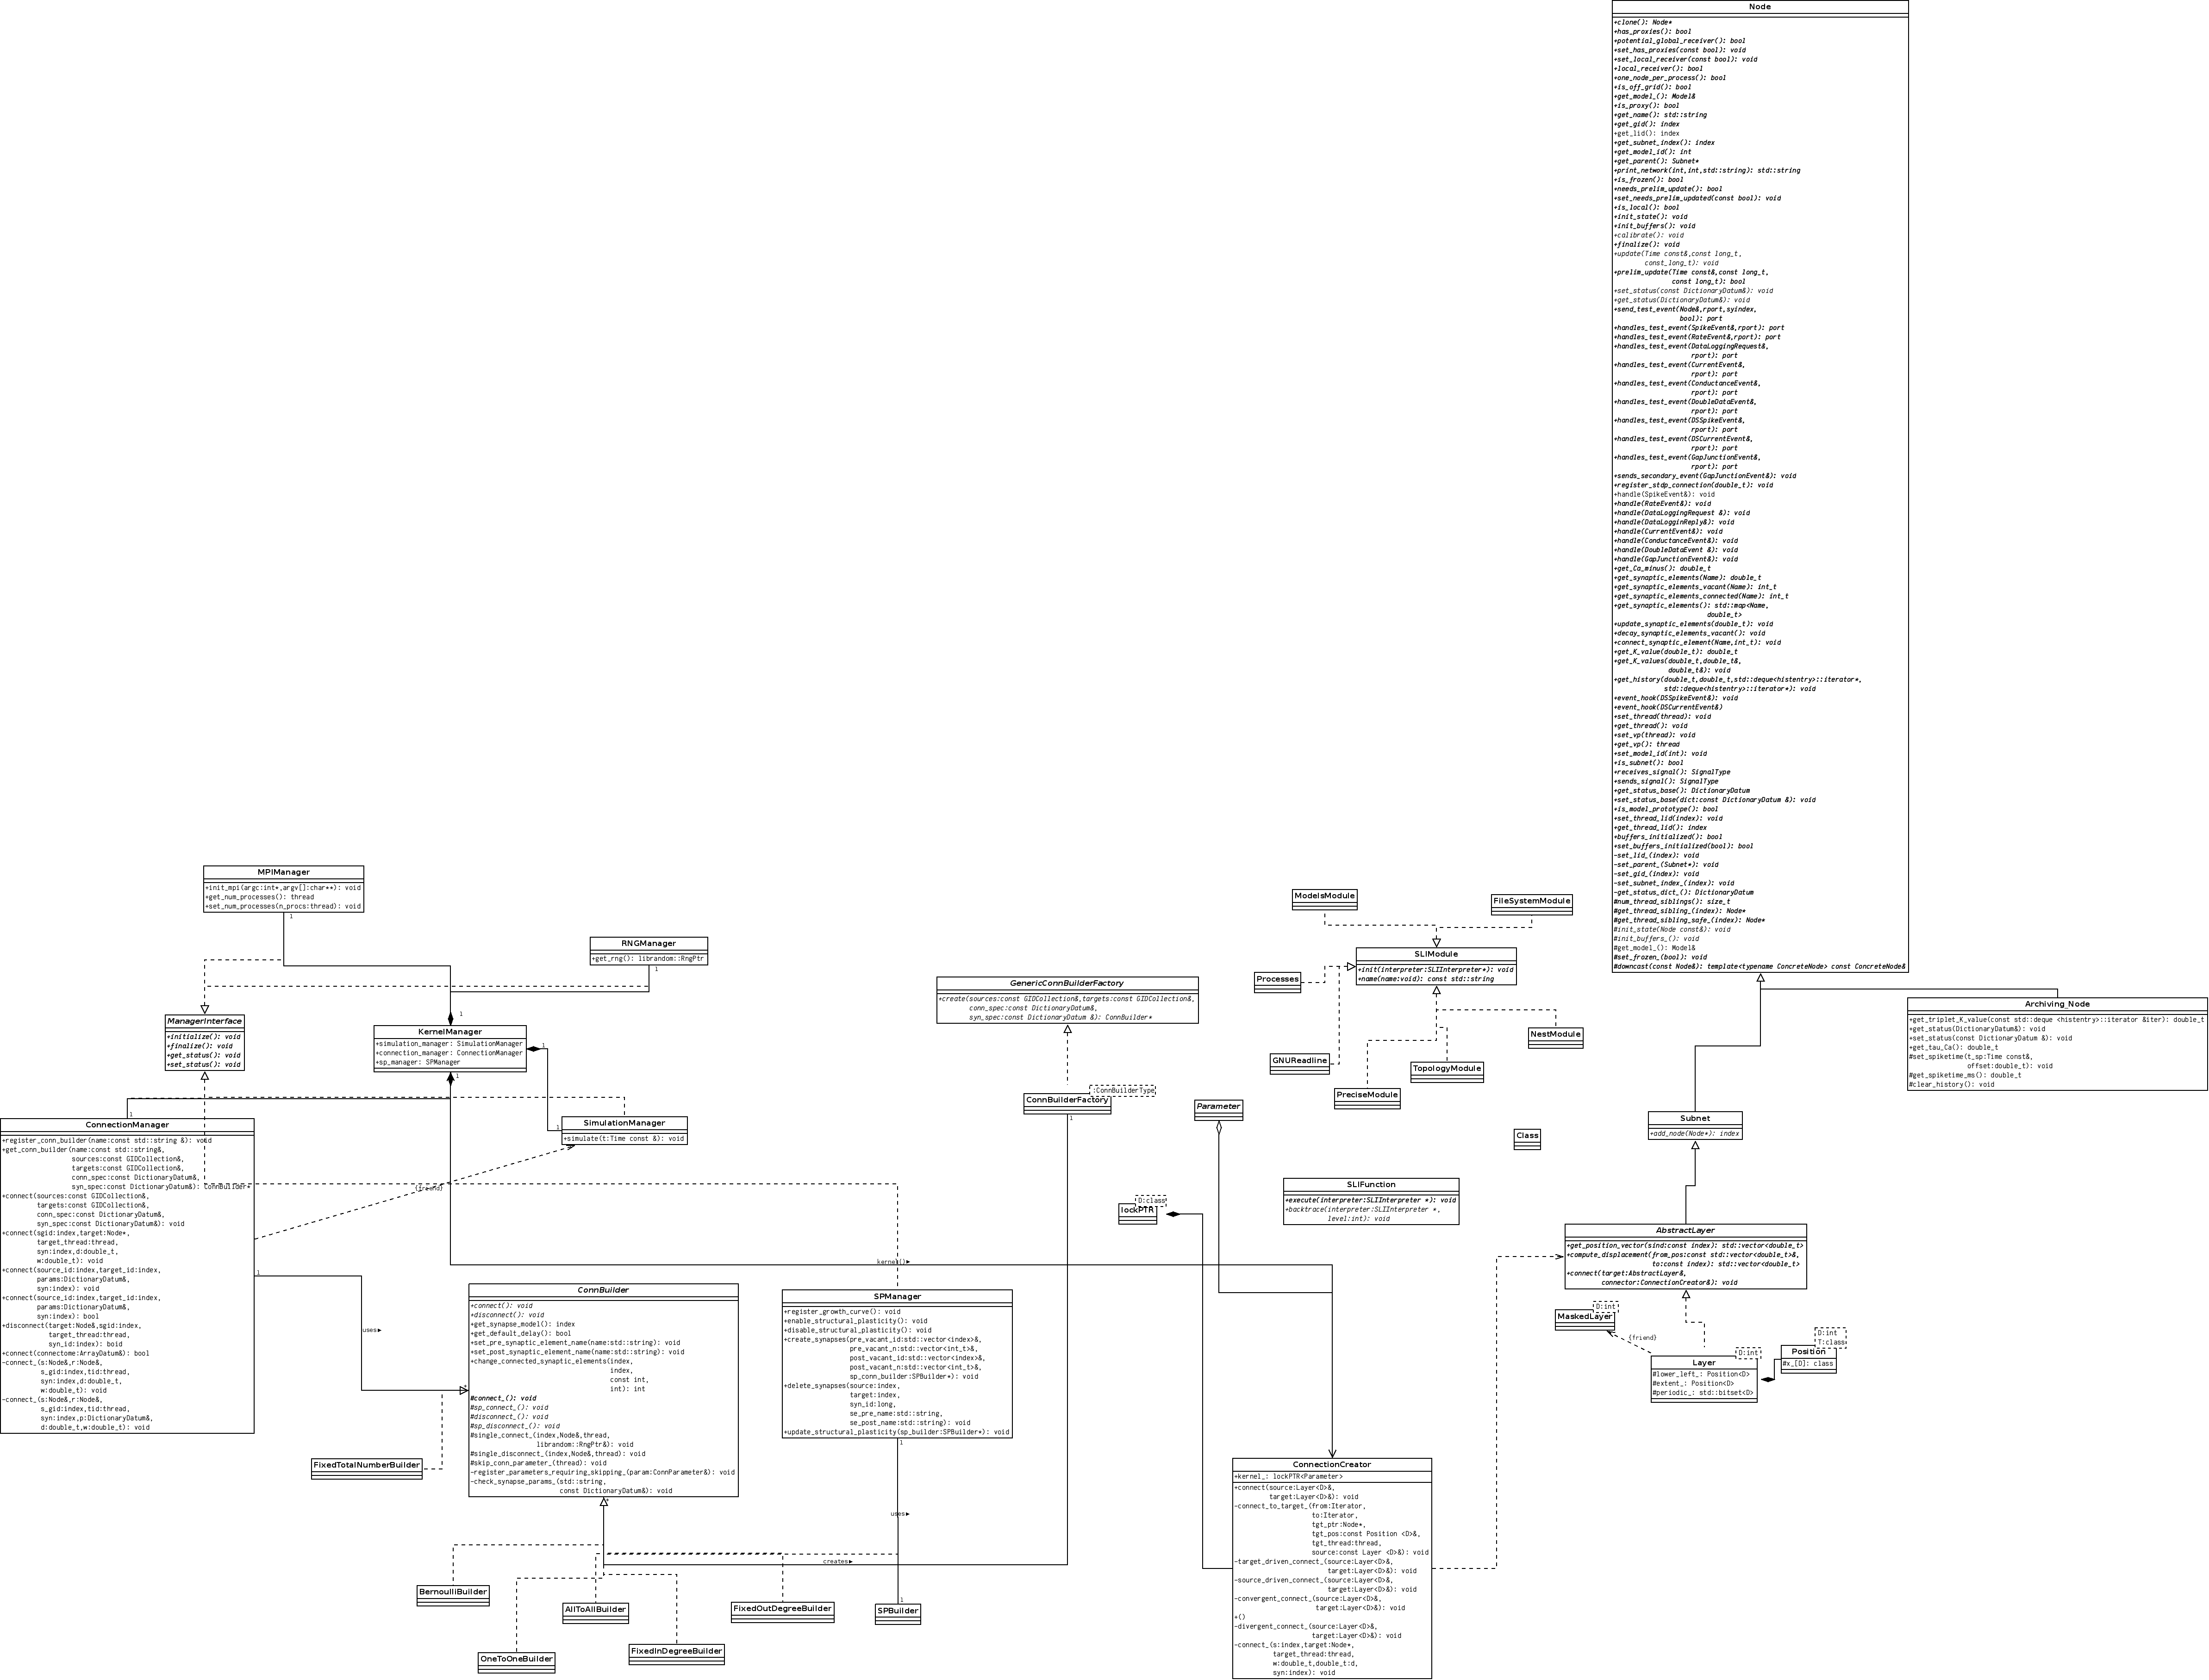 Node
+clone(): Node*
+has_proxies(): bool
+potential_global_receiver(): bool
+set_has_proxies(const bool): void
+set_local_receiver(const bool): void
+local_receiver(): bool
+one_node_per_process(): bool
+is_off_grid(): bool
+get_model_(): Model&
+is_proxy(): bool
+get_name(): std::string
+get_gid(): index
+get_lid(): index
+get_subnet_index(): index
+get_model_id(): int
+get_parent(): Subnet*
+print_network(int,int,std::string): std::string
+is_frozen(): bool
+needs_prelim_update(): bool
+set_needs_prelim_updated(const bool): void
+is_local(): bool
+init_state(): void
+init_buffers(): void
+calibrate(): void
+finalize(): void
+update(Time const&,const long_t,
const_long_t): void
+prelim_update(Time const&,const long_t,
const long_t): bool
+set_status(const DictionaryDatum&): void
+get_status(DictionaryDatum&): void
+send_test_event(Node&,rport,syindex,
bool): port
+handles_test_event(SpikeEvent&,rport): port
+handles_test_event(RateEvent&,rport): port
+handles_test_event(DataLoggingRequest&,
rport): port
+handles_test_event(CurrentEvent&,
rport): port
+handles_test_event(ConductanceEvent&,
rport): port
+handles_test_event(DoubleDataEvent&,
rport): port
+handles_test_event(DSSpikeEvent&,
rport): port
+handles_test_event(DSCurrentEvent&,
rport): port
+handles_test_event(GapJunctionEvent&,
rport): port
+sends_secondary_event(GapJunctionEvent&): void
+register_stdp_connection(double_t): void
+handle(SpikeEvent&): void
+handle(RateEvent&): void
+handle(DataLoggingRequest &): void
+handle(DataLogginReply&): void
+handle(CurrentEvent&): void
+handle(ConductanceEvent&): void
+handle(DoubleDataEvent &): void
+handle(GapJunctionEvent&): void
+get_Ca_minus(): double_t
+get_synaptic_elements(Name): double_t
+get_synaptic_elements_vacant(Name): int_t
+get_synaptic_elements_connected(Name): int_t
+get_synaptic_elements(): std::map<Name,
double_t>
+update_synaptic_elements(double_t): void
+decay_synaptic_elements_vacant(): void
+connect_synaptic_element(Name,int_t): void
+get_K_value(double_t): double_t
+get_K_values(double_t,double_t&,
double_t&): void
+get_history(double_t,double_t,std::deque<histentry>::iterator*,
std::deque<histentry>::iterator*): void
+event_hook(DSSpikeEvent&): void
+event_hook(DSCurrentEvent&)
+set_thread(thread): void
+get_thread(): void
+set_vp(thread): void
+get_vp(): thread
+set_model_id(int): void
+is_subnet(): bool
+receives_signal(): SignalType
+sends_signal(): SignalType
+get_status_base(): DictionaryDatum
+set_status_base(dict:const DictionaryDatum &): void
+is_model_prototype(): bool
+set_thread_lid(index): void
+get_thread_lid(): index
+buffers_initialized(): bool
+set_buffers_initialized(bool): bool
-set_lid_(index): void
-set_parent_(Subnet*): void
-set_gid_(index): void
-set_subnet_index_(index): void
-get_status_dict_(): DictionaryDatum
#num_thread_siblings(): size_t
#get_thread_sibling_(index): Node*
#get_thread_sibling_safe_(index): Node*
#init_state(Node const&): void
#init_buffers_(): void
#get_model_(): Model&
#set_frozen_(bool): void
#downcast(const Node&): template<typename ConcreteNode> const ConcreteNode&
MPIManager
+init_mpi(argc:int*,argv[]:char**): void
+get_num_processes(): thread
+set_num_processes(n_procs:thread): void
1
RNGManager
+get_rng(): librandom::RngPtr
1
ManagerInterface
+initialize(): void
+finalize(): void
+get_status(): void
+set_status(): void
1
KernelManager
+simulation_manager: SimulationManager
+connection_manager: ConnectionManager
+sp_manager: SPManager
1
1
GenericConnBuilderFactory
+create(sources:const GIDCollection&,targets:const GIDCollection&,
conn_spec:const DictionaryDatum&,
syn_spec:const DictionaryDatum &): ConnBuilder*
:ConnBuilderType
ConnBuilderFactory
1
ModelsModule
FileSystemModule
SLIModule
+init(interpreter:SLIInterpreter*): void
+name(name:void): const std::string
Processes
NestModule
GNUReadline
TopologyModule
PreciseModule
Archiving_Node
+get_triplet_K_value(const std::deque <histentry>::iterator &iter): double_t
+get_status(DictionaryDatum&): void
+set_status(const DictionaryDatum &): void
+get_tau_Ca(): double_t
#set_spiketime(t_sp:Time const&,
offset:double_t): void
#get_spiketime_ms(): double_t
#clear_history(): void
Parameter
Class
Subnet
+add_node(Node*): index
1
ConnectionManager
+register_conn_builder(name:const std::string &): void
+get_conn_builder(name:const std::string&,
sources:const GIDCollection&,
targets:const GIDCollection&,
conn_spec:const DictionaryDatum&,
syn_spec:const DictionaryDatum&): ConnBuilder*
+connect(sources:const GIDCollection&,
targets:const GIDCollection&,
conn_spec:const DictionaryDatum&,
syn_spec:const DictionaryDatum&): void
+connect(sgid:index,target:Node*,
target_thread:thread,
syn:index,d:double_t,
w:double_t): void
+connect(source_id:index,target_id:index,
params:DictionaryDatum&,
syn:index): void
+connect(source_id:index,target_id:index,
params:DictionaryDatum&,
syn:index): bool
+disconnect(target:Node&,sgid:index,
target_thread:thread,
syn_id:index): boid
+connect(connectome:ArrayDatum&): bool
-connect_(s:Node&,r:Node&,
s_gid:index,tid:thread,
syn:index,d:double_t,
w:double_t): void
-connect_(s:Node&,r:Node&,
s_gid:index,tid:thread,
syn:index,p:DictionaryDatum&,
d:double_t,w:double_t): void
1
SimulationManager
+simulate(t:Time const &): void
1
{freind}
uses
kernel()
D:class
lockPTR
SLIFunction
+execute(interpreter:SLIInterpreter *): void
+backtrace(interpreter:SLIInterpreter *,
level:int): void
AbstractLayer
+get_position_vector(sind:const index): std::vector<double_t>
+compute_displacement(from_pos:const std::vector<double_t>&,
to:const index): std::vector<double_t>
+connect(target:AbstractLayer&,
connector:ConnectionCreator&): void
D:int
MaskedLayer
{friend}
D:int
Layer
#lower_left_: Position<D>
#extent_: Position<D>
#periodic_: std::bitset<D>
D:int
T:class
Position
#x_[D]: class
ConnBuilder
+connect(): void
+disconnect(): void
+get_synapse_model(): index
+get_default_delay(): bool
+set_pre_synaptic_element_name(name:std::string): void
+set_post_synaptic_element_name(name:std::string): void
+change_connected_synaptic_elements(index,
index,
const int,
int): int
#connect_(): void
#sp_connect_(): void
#disconnect_(): void
#sp_disconnect_(): void
#single_connect_(index,Node&,thread,
librandom::RngPtr&): void
#single_disconnect_(index,Node&,thread): void
#skip_conn_parameter_(thread): void
-register_parameters_requiring_skipping_(param:ConnParameter&): void
-check_synapse_params_(std::string,
const DictionaryDatum&): void
SPManager
+register_growth_curve(): void
+enable_structural_plasticity(): void
+disable_structural_plasticity(): void
+create_synapses(pre_vacant_id:std::vector<index>&,
pre_vacant_n:std::vector<int_t>&,
post_vacant_id:std::vector<index>&,
post_vacant_n:std::vector<int_t>&,
sp_conn_builder:SPBuilder*): void
+delete_synapses(source:index,
target:index,
syn_id:long,
se_pre_name:std::string,
se_post_name:std::string): void
+update_structural_plasticity(sp_builder:SPBuilder*): void
1
uses
creates
1
FixedTotalNumberBuilder
BernoulliBuilder
AllToAllBuilder
FixedOutDegreeBuilder
SPBuilder
OneToOneBuilder
FixedInDegreeBuilder
ConnectionCreator
+kernel_: lockPTR<Parameter>
+connect(source:Layer<D>&,
target:Layer<D>&): void
-connect_to_target_(from:Iterator,
to:Iterator,
tgt_ptr:Node*,
tgt_pos:const Position <D>&,
tgt_thread:thread,
source:const Layer <D>&): void
-target_driven_connect_(source:Layer<D>&,
target:Layer<D>&): void
-source_driven_connect_(source:Layer<D>&,
target:Layer<D>&): void
-convergent_connect_(source:Layer<D>&,
target:Layer<D>&): void
+()
-divergent_connect_(source:Layer<D>&,
target:Layer<D>&): void
-connect_(s:index,target:Node*,
target_thread:thread,
w:double_t,double_t:d,
syn:index): void